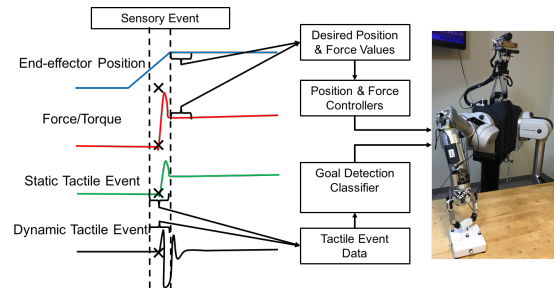 Sensory Event
End-effector Position
Force/Torque
Static Tactile Event
Dynamic Tactile Event
Desired Position
& Force Values
Position & Force
Controllers
Goal Detection
Classifier
Tactile Event
Data